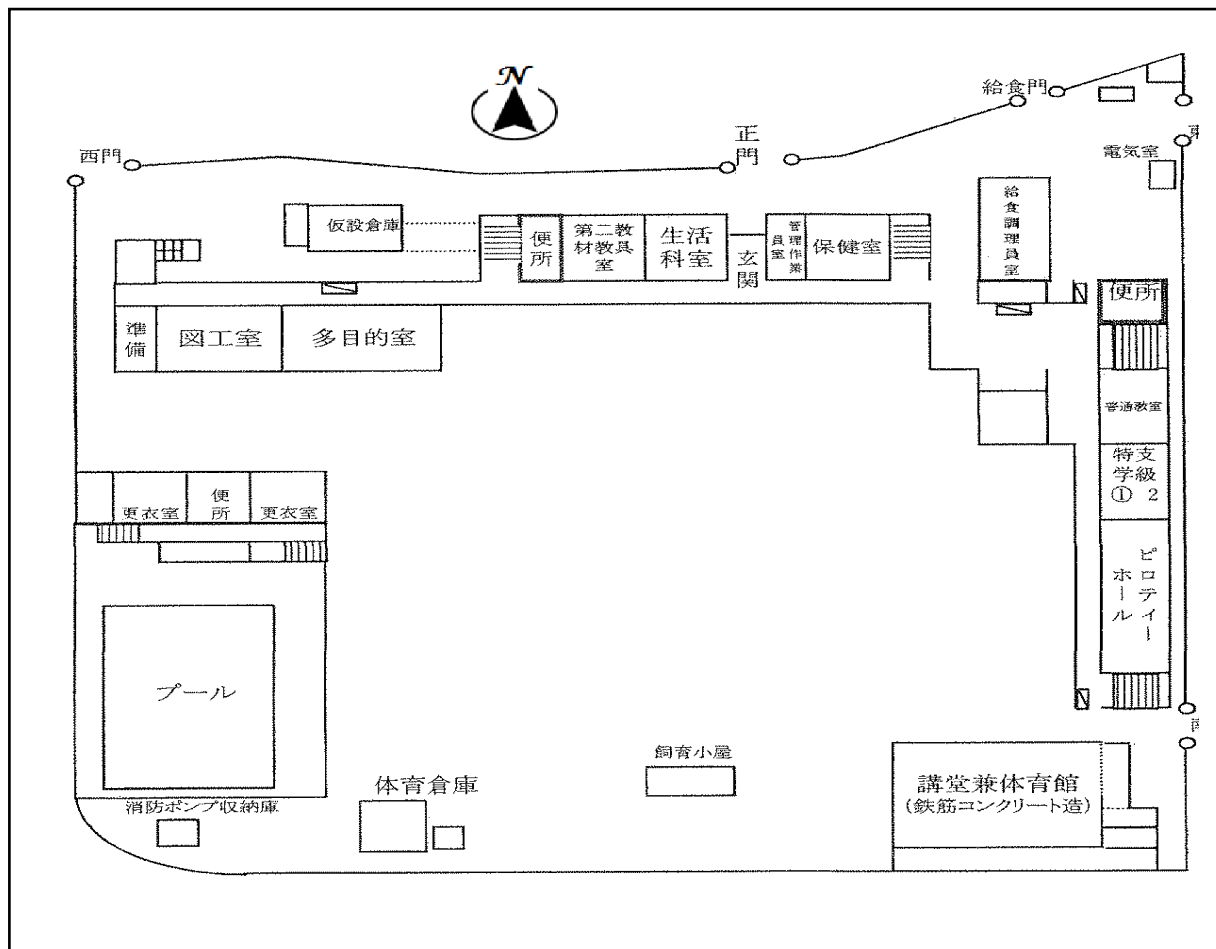 N
給食門
正門
西門
電気室
仮設倉庫
便所
第二教材教具室
生活科室
玄関
管理作業員室
保健室
給食調理員室
便所
準備
図工室
多目的室
普通教室
特支学級
① 2
更衣室
便所
更衣室
ピロティーホール
プール
飼育小屋
体育倉庫
講堂兼体育館
(鉄筋コンクリート造)
消防ポンプ収納庫